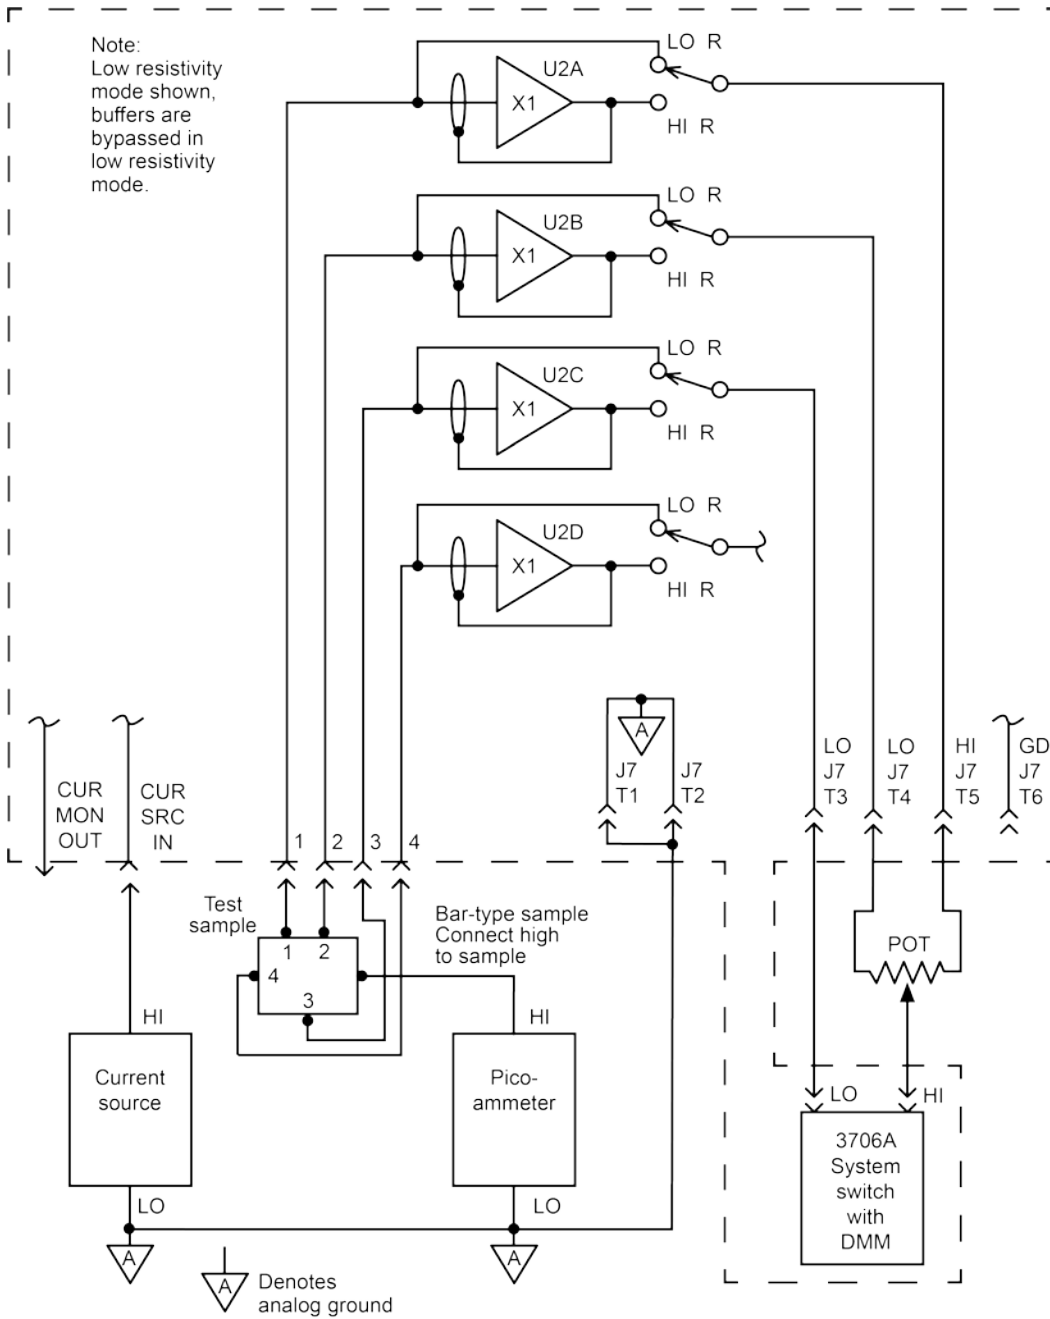 Note:
Low resistivity
mode shown,
buffers are
bypassed in
low resistivity
mode.
LO R
U2A
X1
HI R
LO R
U2B
X1
HI R
LO R
U2C
X1
HI R
LO R
U2D
X1
HI R
A
CUR
MON
OUT
CUR
SRC
IN
1
2
3
4
J7
T1
J7
T2
LO
J7
T3
LO
J7
T4
HI
J7
T5
GD
J7
T6
Test
sample
1
2
4
3
Bar-type sample
Connect high
to sample
POT
HI
Current
source
LO
HI
Pico-
ammeter
LO
LO
HI
3706A
System
switch
with
DMM
A
A
A
Denotes
analog ground